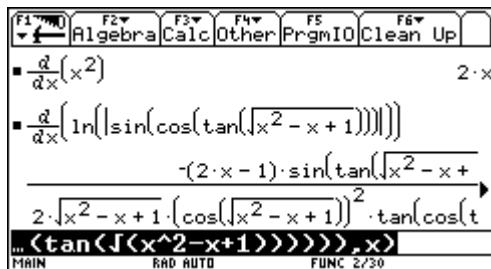 F1 F2 Algebra F3 Calc F4 Other F5 PrgmIO F6 Clean Up
▪ d/dx(x²)
2·x
▪ d/dx(ln(|sin(cos(tan(√(x² − x + 1))))|))
-(2·x − 1)·sin(tan(√(x² − x +
2·√(x² − x + 1)·(cos(√(x² − x + 1)))²·tan(cos(t
…(tan(√(x^2−x+1)))))),x)
MAIN RAD AUTO FUNC 2/30